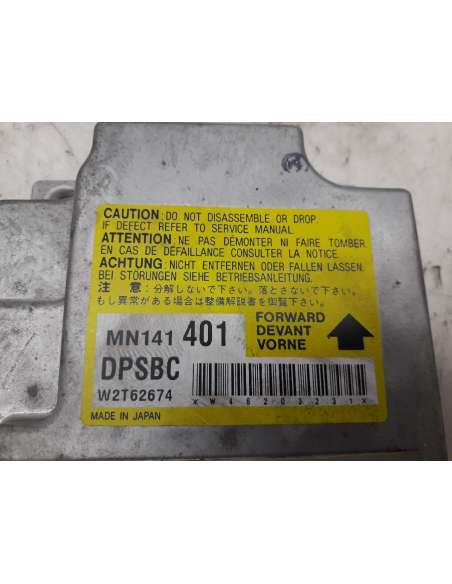 CAUTION: DO NOT DISASSEMBLE OR DROP.
IF DEFECT REFER TO SERVICE MANUAL.
ATTENTION: NE PAS DÉMONTER NI FAIRE TOMBER
EN CAS DE DÉFAILLANCE CONSULTER LA NOTICE.
ACHTUNG: NICHT ENTFERNEN ODER FALLEN LASSEN.
BEI STORUNGEN SIEHE BETRIEBSANLEITUNG.
注 意:分解しないで下さい。落とさないで下さい。
もし異常がある場合は整備解説書を御覧下さい。
MN141 401
FORWARD
DEVANT
VORNE
DPSBC
W2T62674
*W46203231*
MADE IN JAPAN